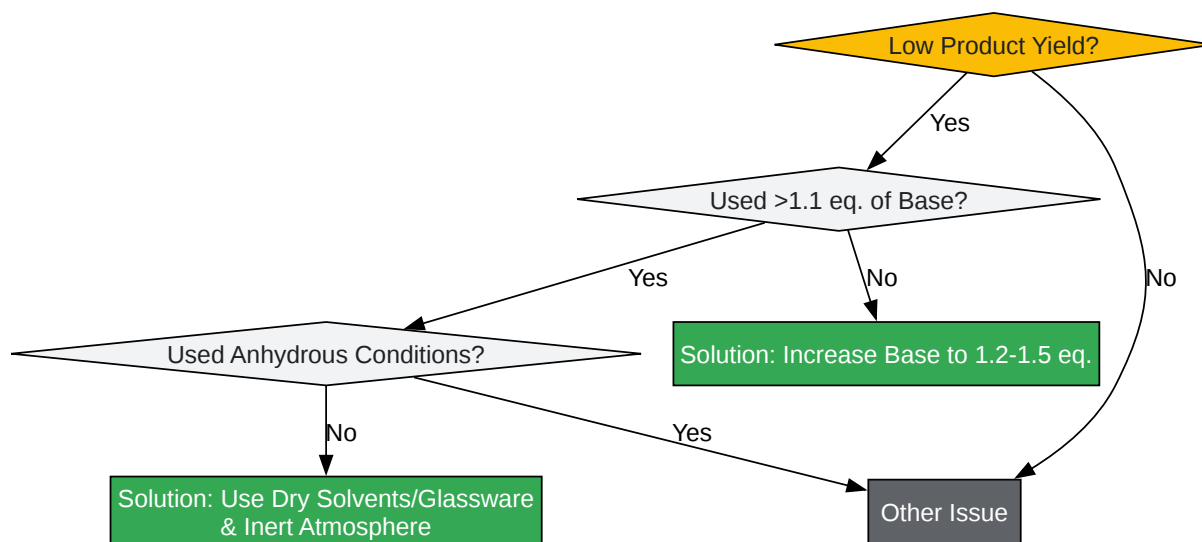 Low Product Yield?
Yes
Used >1.1 eq. of Base?
Yes
No
No
Used Anhydrous Conditions?
Solution: Increase Base to 1.2-1.5 eq.
No
Yes
Solution: Use Dry Solvents/Glassware
& Inert Atmosphere
Other Issue